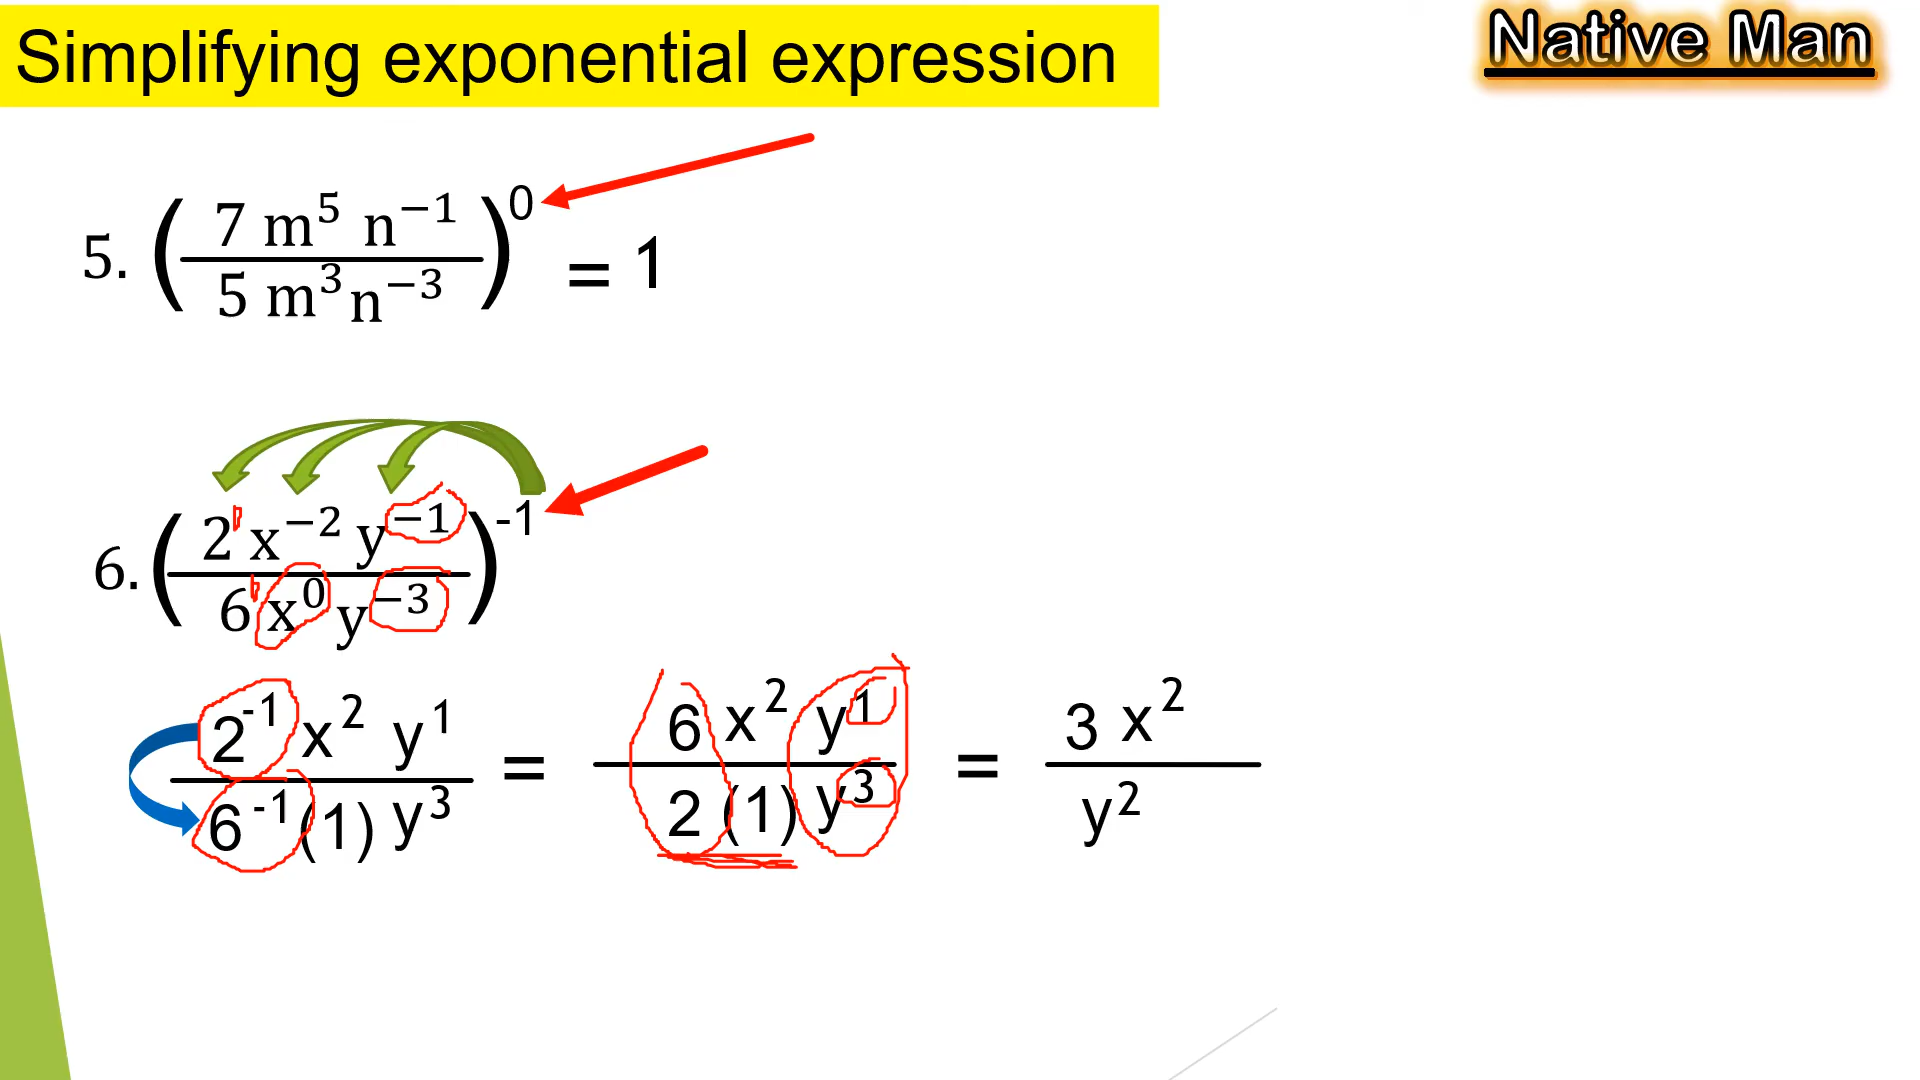 Simplifying exponential expression
Native Man
5. (7 m⁵ n⁻¹ / 5 m³ n⁻³)⁰ = 1
6. (2 x⁻² y⁻¹ / 6 x⁰ y⁻³)⁻¹
2⁻¹ x² y¹ / 6⁻¹ (1) y³ = 6 x² y¹ / 2 (1) y³ = 3 x² / y²